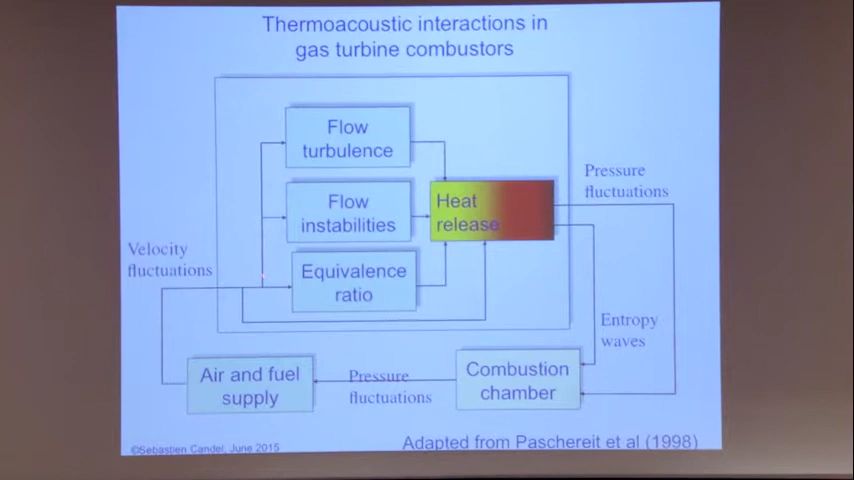 Thermoacoustic interactions in
gas turbine combustors
Flow
turbulence
Pressure
fluctuations
Flow
instabilities
Heat
release
Velocity
fluctuations
Equivalence
ratio
Entropy
waves
Air and fuel
supply
Pressure
fluctuations
Combustion
chamber
©Sebastien Candel, June 2015
Adapted from Paschereit et al (1998)